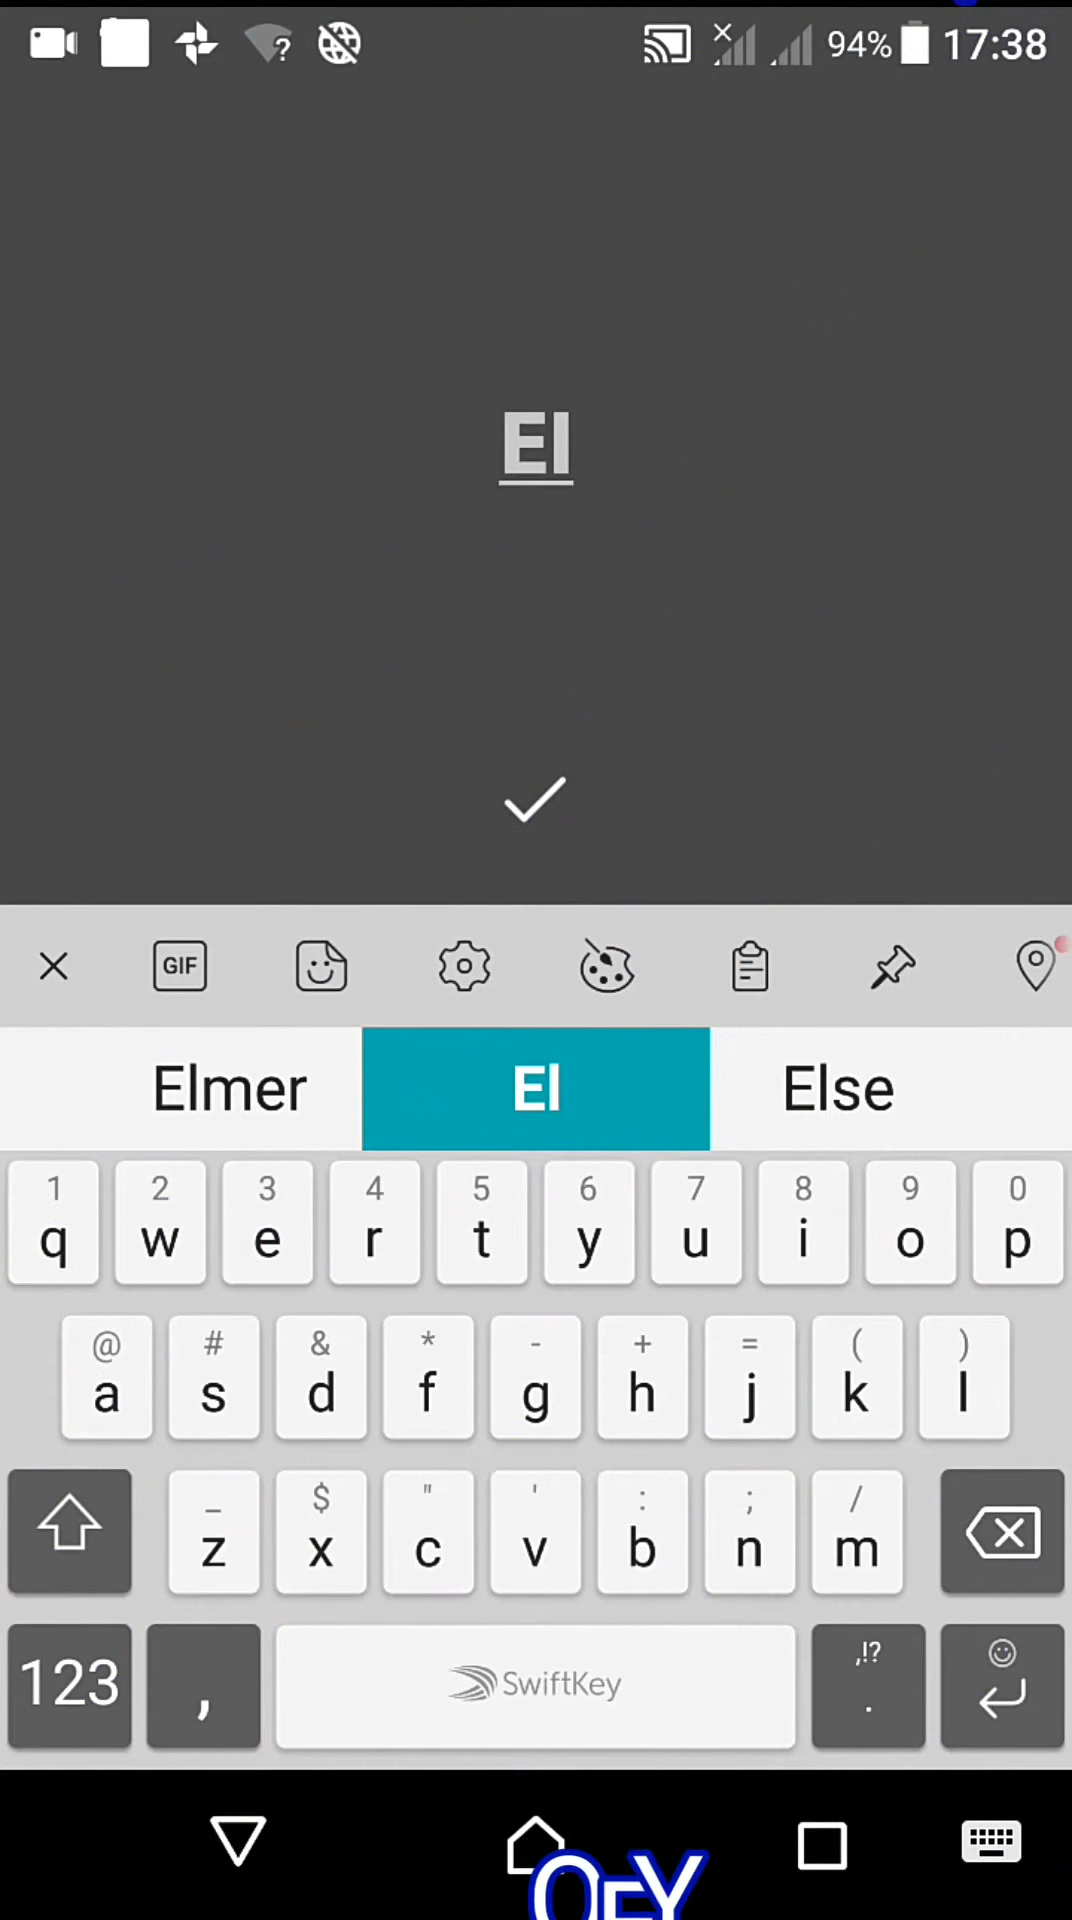 94% 17:38
El
GIF
Elmer El Else
1 2 3 4 5 6 7 8 9 0
q w e r t y u i o p
@ # & * - + = ( )
a s d f g h j k l
_ $ " ' : ; /
z x c v b n m
123 , SwiftKey ,!? .
OEY